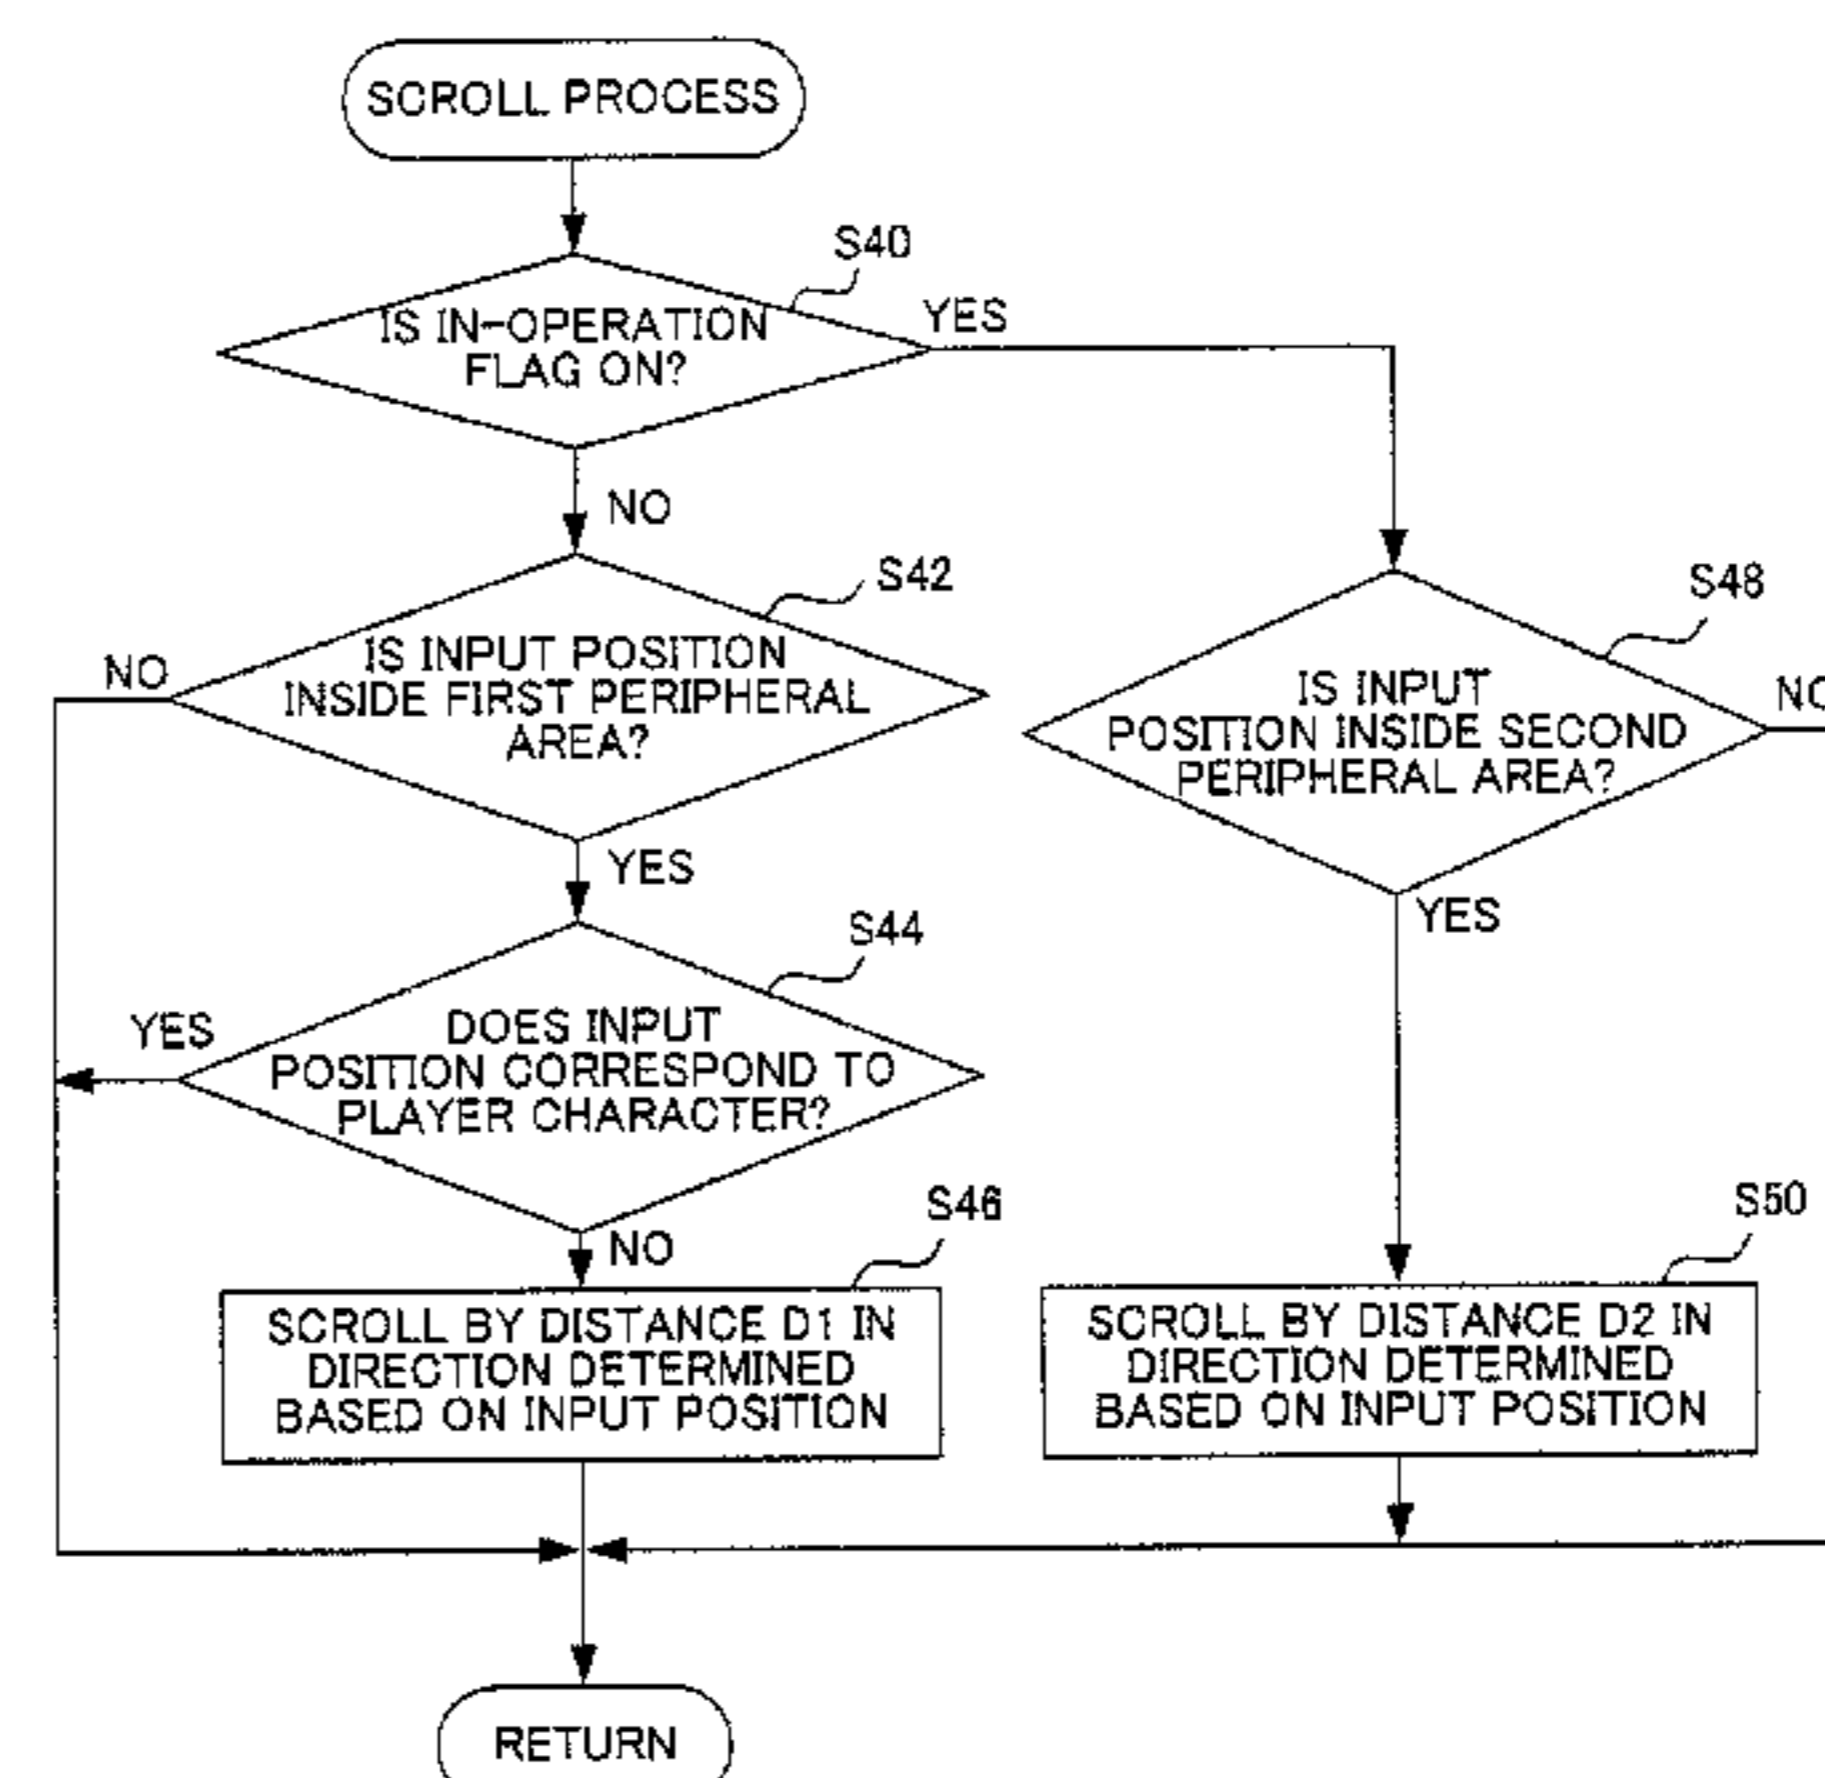 SCROLL PROCESS
S40
IS IN-OPERATION
FLAG ON?
YES
NO
S42
IS INPUT POSITION
INSIDE FIRST PERIPHERAL
AREA?
NO
YES
S48
IS INPUT
POSITION INSIDE SECOND
PERIPHERAL AREA?
NO
YES
S44
DOES INPUT
POSITION CORRESPOND TO
PLAYER CHARACTER?
YES
NO
S46
SCROLL BY DISTANCE D1 IN
DIRECTION DETERMINED
BASED ON INPUT POSITION
S50
SCROLL BY DISTANCE D2 IN
DIRECTION DETERMINED
BASED ON INPUT POSITION
RETURN